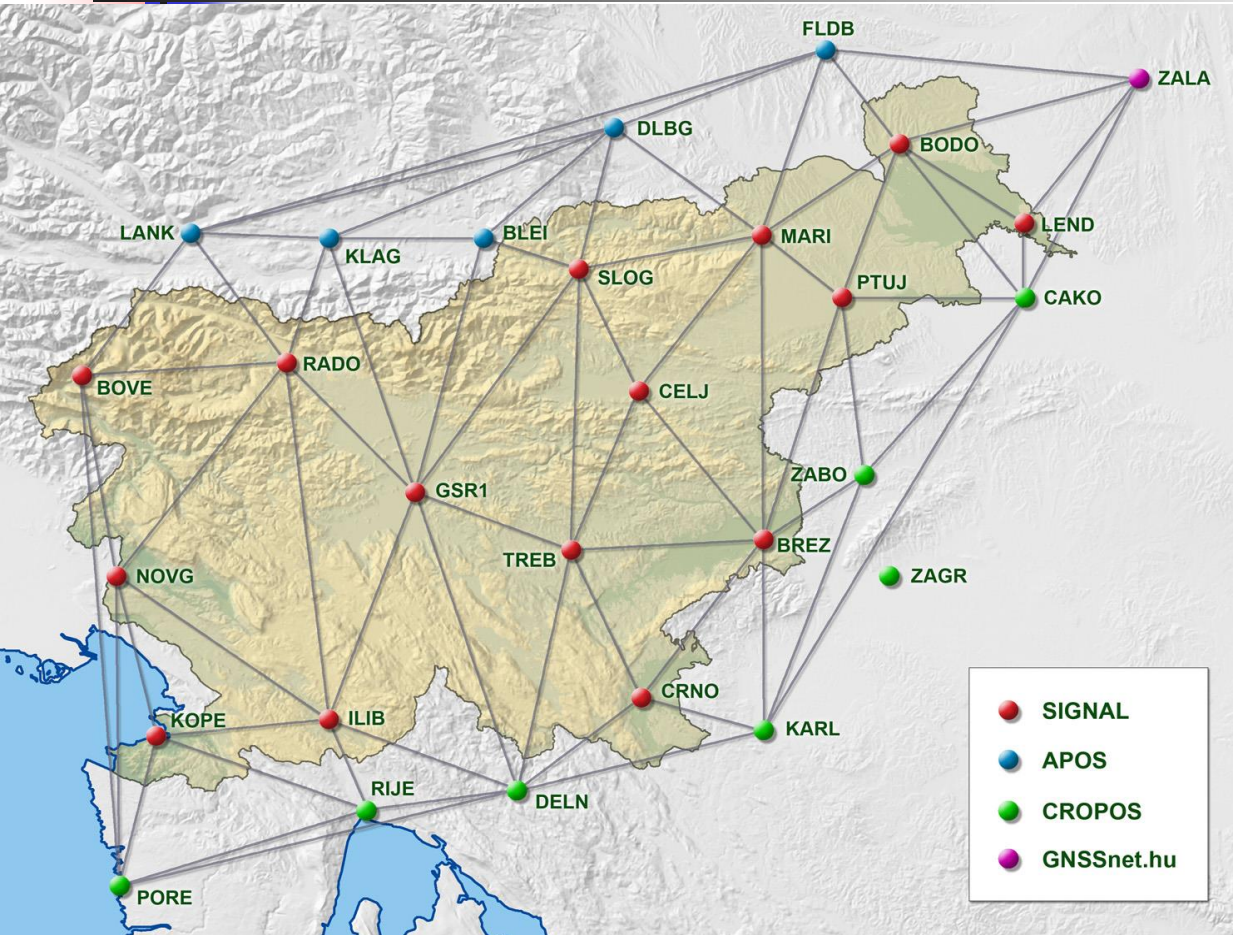 FLDB
ZALA
DLBG
BODO
LANK
BLEI
LEND
KLAG
MARI
SLOG
PTUJ
CAKO
RADO
BOVE
CELJ
ZABO
GSR1
TREB
BREZ
NOVG
ZAGR
CRNO
KOPE
ILIB
KARL
RIJE
DELN
PORE
SIGNAL
APOS
CROPOS
GNSSnet.hu